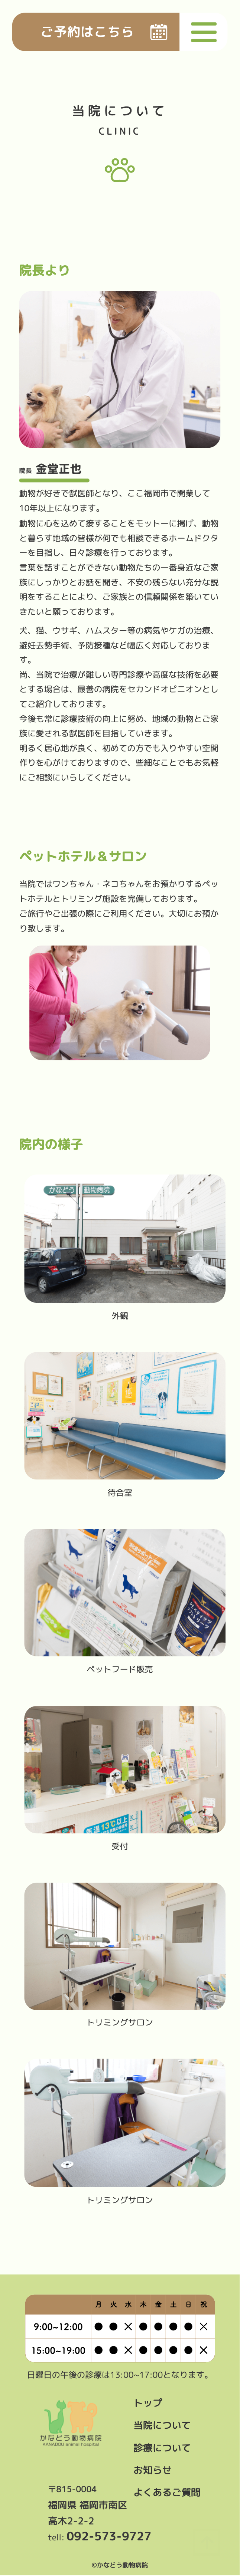 ご予約はこちら
当院について
CLINIC
院長より
院長 金堂正也
動物が好きで獣医師となり、ここ福岡市で開業して
10年以上になります。
動物に心を込めて接することをモットーに掲げ、動物
と暮らす地域の皆様が何でも相談できるホームドクタ
ーを目指し、日々診療を行っております。
言葉を話すことができない動物たちの一番身近なご家
族にしっかりとお話を聞き、不安の残らない充分な説
明をすることにより、ご家族との信頼関係を築いてい
きたいと願っております。
犬、猫、ウサギ、ハムスター等の病気やケガの治療、
避妊去勢手術、予防接種など幅広く対応しておりま
す。
尚、当院で治療が難しい専門診療や高度な技術を必要
とする場合は、最善の病院をセカンドオピニオンとし
てご紹介しております。
今後も常に診療技術の向上に努め、地域の動物とご家
族に愛される獣医師を目指していきます。
明るく居心地が良く、初めての方でも入りやすい空間
作りを心がけておりますので、些細なことでもお気軽
にご相談にいらしてください。
ペットホテル＆サロン
当院ではワンちゃん・ネコちゃんをお預かりするペッ
トホテルとトリミング施設を完備しております。
ご旅行やご出張の際にご利用ください。大切にお預か
り致します。
院内の様子
かなどう動物病院
外観
待合室
ペットフード販売
受付
トリミングサロン
トリミングサロン
月 火 水 木 金 土 日 祝
9:00~12:00 ● ● × ● ● ● ● ×
15:00~19:00 ● ● × ● ● ● ● ×
日曜日の午後の診療は13:00~17:00となります。
かなどう動物病院
KANADOU animal hospital
〒815-0004
福岡県 福岡市南区
高木2-2-2
tell: 092-573-9727
トップ
当院について
診療について
お知らせ
よくあるご質問
©かなどう動物病院